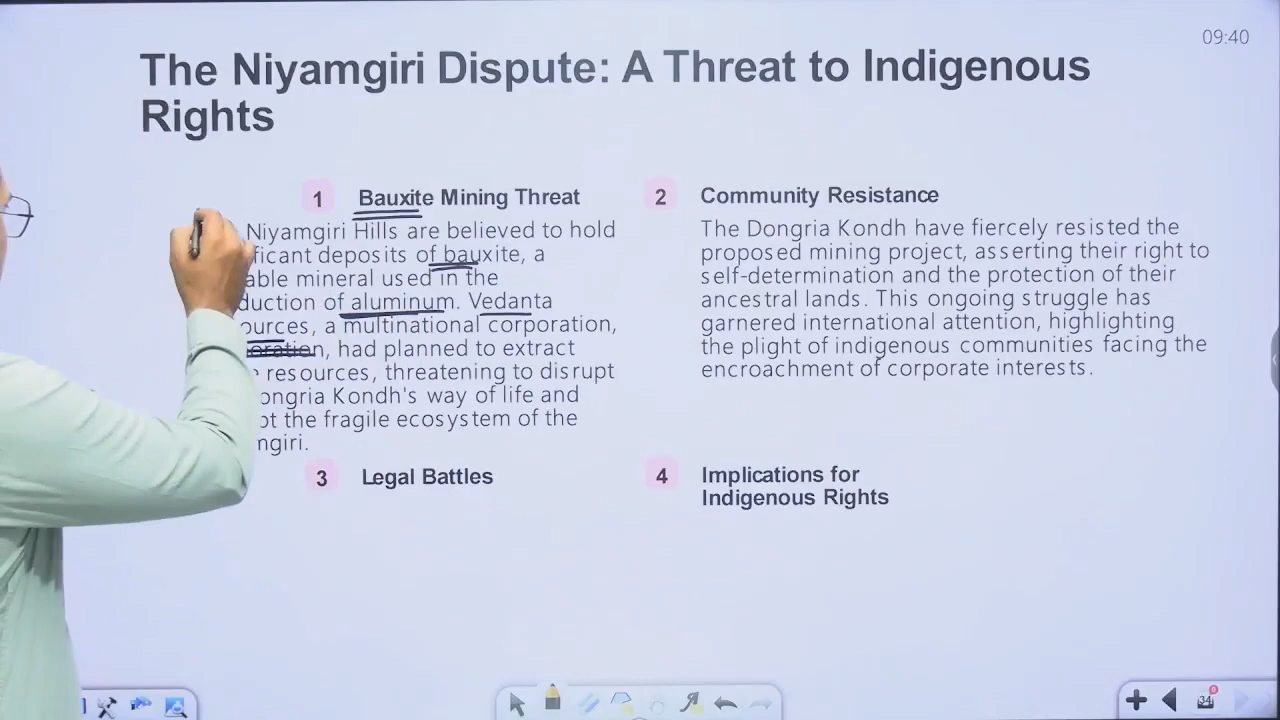 09:40
The Niyamgiri Dispute: A Threat to Indigenous
Rights
1 Bauxite Mining Threat
Niyamgiri Hills are believed to hold
ficant deposits of bauxite, a
able mineral used in the
duction of aluminum. Vedanta
ources, a multinational corporation,
oration, had planned to extract
resources, threatening to disrupt
ongria Kondh's way of life and
the fragile ecosystem of the
mgiri.
2 Community Resistance
The Dongria Kondh have fiercely resisted the
proposed mining project, asserting their right to
self-determination and the protection of their
ancestral lands. This ongoing struggle has
garnered international attention, highlighting
the plight of indigenous communities facing the
encroachment of corporate interests.
3 Legal Battles
4 Implications for
Indigenous Rights
34